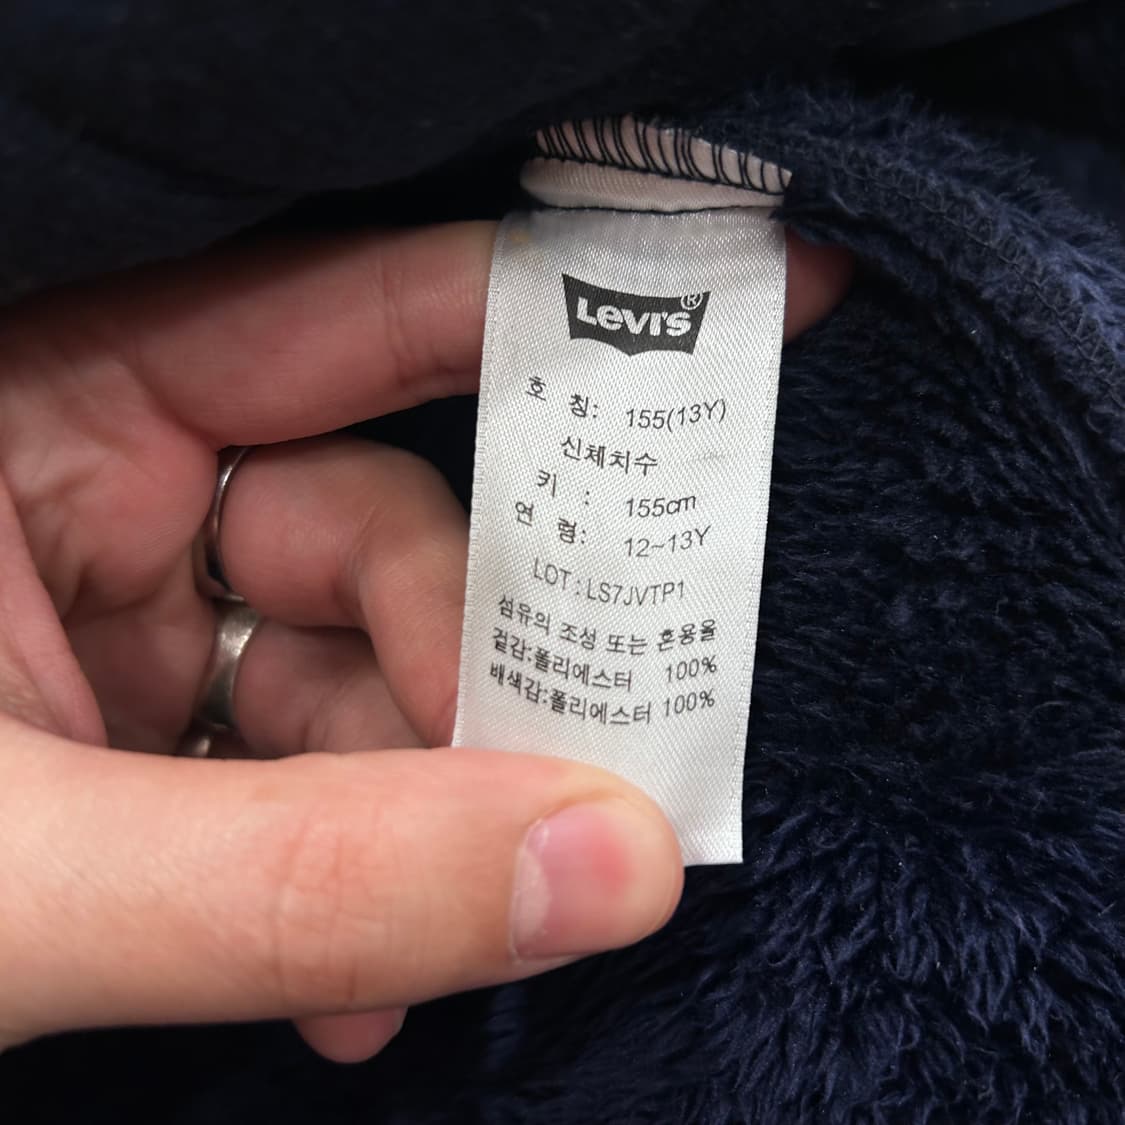 Levi's®
호 칭: 155(13Y)
신체치수
키 : 155cm
연 령: 12~13Y
LOT : LS7JVTP1
섬유의 조성 또는 혼용율
겉감:폴리에스터 100%
배색감:폴리에스터 100%